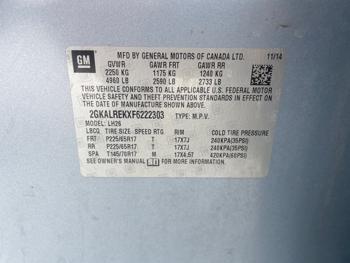 GM
MFD BY GENERAL MOTORS OF CANADA LTD. 11/14
GVWR GAWR FRT GAWR RR
2250 KG 1175 KG 1240 KG
4960 LB 2590 LB 2733 LB
THIS VEHICLE CONFORMS TO ALL APPLICABLE
U.S. FEDERAL MOTOR VEHICLE SAFETY, BUMPER, AND
THEFT PREVENTION STANDARDS IN EFFECT ON THE DATE
OF MANUFACTURE SHOWN ABOVE.
2GKALREKXF6222303 TYPE: M.P.V.
MODEL: LH26
TIRE SIZE SPEED RTG RIM COLD TIRE PRESSURE
FRT P225/65R17 T 17X7J 240KPA(35PSI)
RR P225/65R17 T 17X7J 240KPA(35PSI)
SPA T145/70R17 M 17X4.5T 420KPA(60PSI)
SEE OWNER'S MANUAL FOR MORE INFORMATION